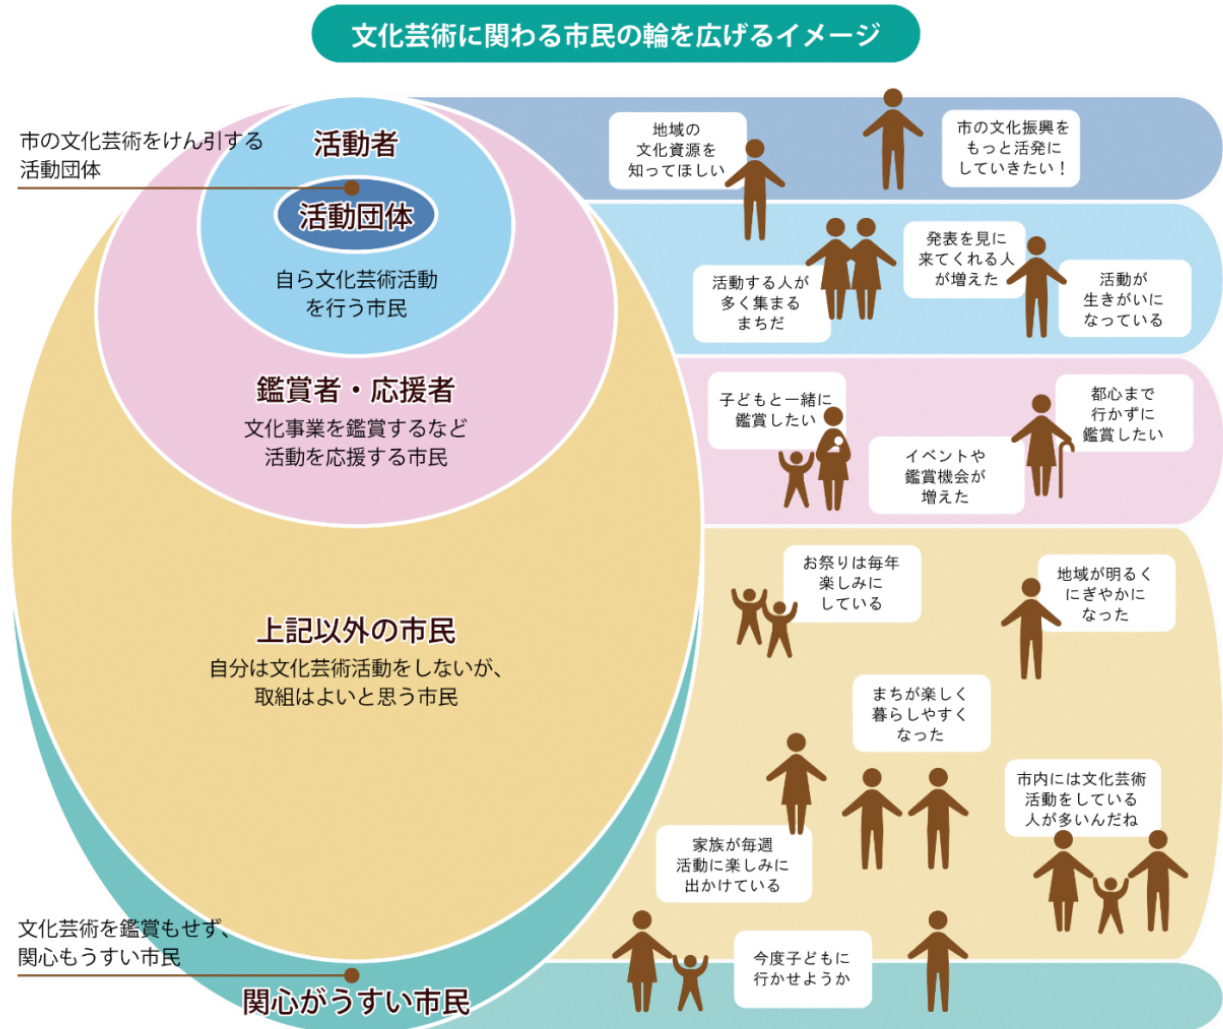 文化芸術に関わる市民の輪を広げるイメージ
市の文化芸術をけん引する
活動団体
活動者
活動団体
自ら文化芸術活動
を行う市民
鑑賞者・応援者
文化事業を鑑賞するなど
活動を応援する市民
上記以外の市民
自分は文化芸術活動をしないが、
取組はよいと思う市民
文化芸術を鑑賞もせず、
関心もうすい市民
関心がうすい市民
地域の
文化資源を
知ってほしい
市の文化振興を
もっと活発に
していきたい！
活動する人が
多く集まる
まちだ
発表を見に
来てくれる人
が増えた
活動が
生きがいに
なっている
子どもと一緒に
鑑賞したい
イベントや
鑑賞機会が
増えた
都心まで
行かずに
鑑賞したい
お祭りは毎年
楽しみに
している
地域が明るく
にぎやかに
なった
まちが楽しく
暮らしやすく
なった
市内には文化芸術
活動をしている
人が多いんだね
家族が毎週
活動に楽しみに
出かけている
今度子どもに
行かせようか